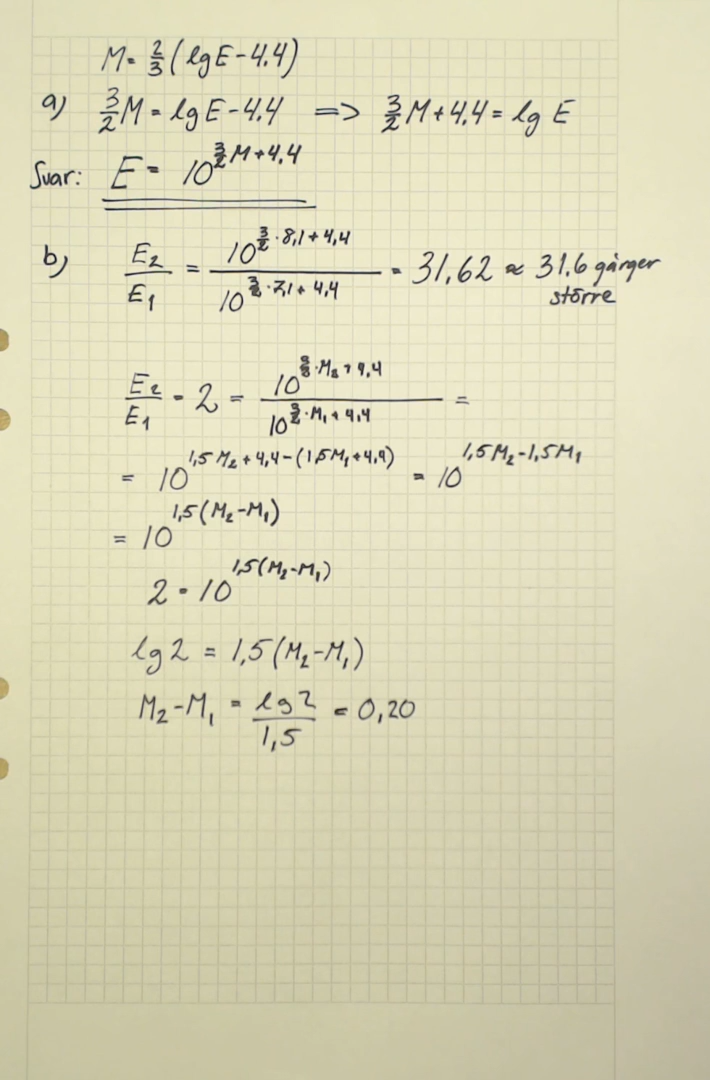 M = 2/3 (lg E - 4.4)
a) 3/2 M = lg E - 4.4 => 3/2 M + 4.4 = lg E
Svar: E = 10^(3/2 M + 4.4)
b) E₂/E₁ = 10^(3/2 · 8,1 + 4,4) / 10^(3/2 · 7,1 + 4,4) = 31,62 ≈ 31,6 gånger
större
E₂/E₁ = 2 = 10^(3/2 · M₂ + 4,4) / 10^(3/2 · M₁ + 4,4) =
= 10^(1,5 M₂ + 4,4 - (1,5 M₁ + 4,4)) = 10^(1,5 M₂ - 1,5 M₁)
= 10^(1,5 (M₂ - M₁))
2 = 10^(1,5 (M₂ - M₁))
lg 2 = 1,5 (M₂ - M₁)
M₂ - M₁ = lg 2 / 1,5 = 0,20